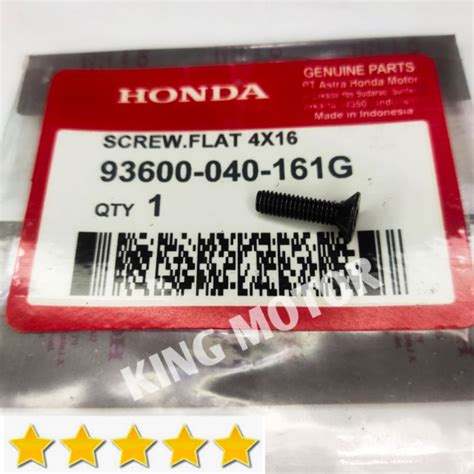 HONDA
GENUINE PARTS
PT Astra Honda Motor
Made in Indonesia
SCREW.FLAT 4X16
93600-040-161G
QTY 1
KING MOTOR